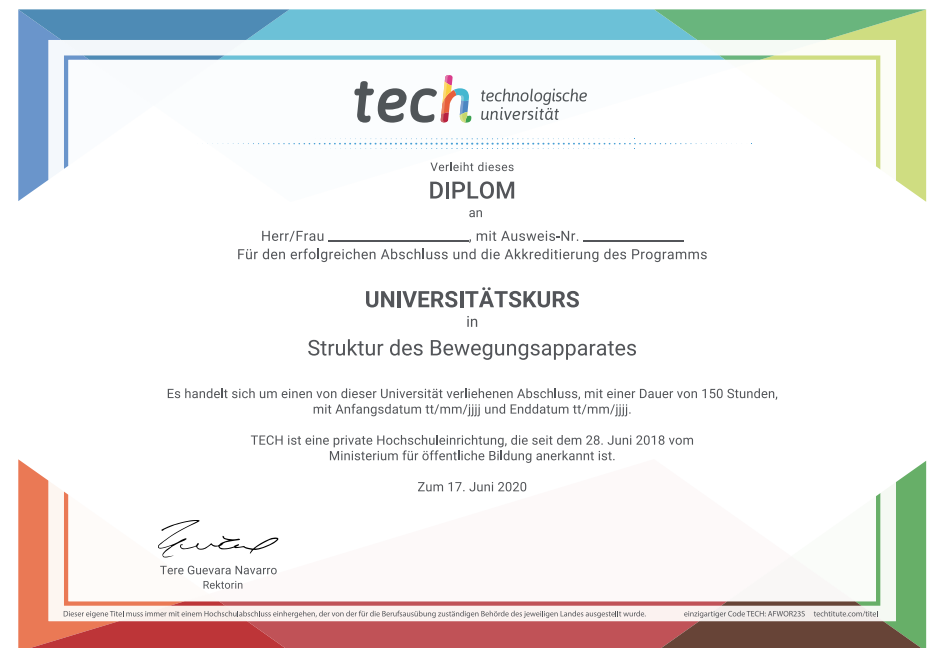 tech technologische
universität
Verleiht dieses
DIPLOM
an
Herr/Frau ____________________, mit Ausweis-Nr. ______________
Für den erfolgreichen Abschluss und die Akkreditierung des Programms
UNIVERSITÄTSKURS
in
Struktur des Bewegungsapparates
Es handelt sich um einen von dieser Universität verliehenen Abschluss, mit einer Dauer von 150 Stunden,
mit Anfangsdatum tt/mm/jjjj und Enddatum tt/mm/jjjj.
TECH ist eine private Hochschuleinrichtung, die seit dem 28. Juni 2018 vom
Ministerium für öffentliche Bildung anerkannt ist.
Zum 17. Juni 2020
Tere Guevara Navarro
Rektorin
Dieser eigene Titel muss immer mit einem Hochschulabschluss einhergehen, der von der für die Berufsausübung zuständigen Behörde des jeweiligen Landes ausgestellt wurde. einzigartiger Code TECH: AFWOR23S techtitute.com/titel